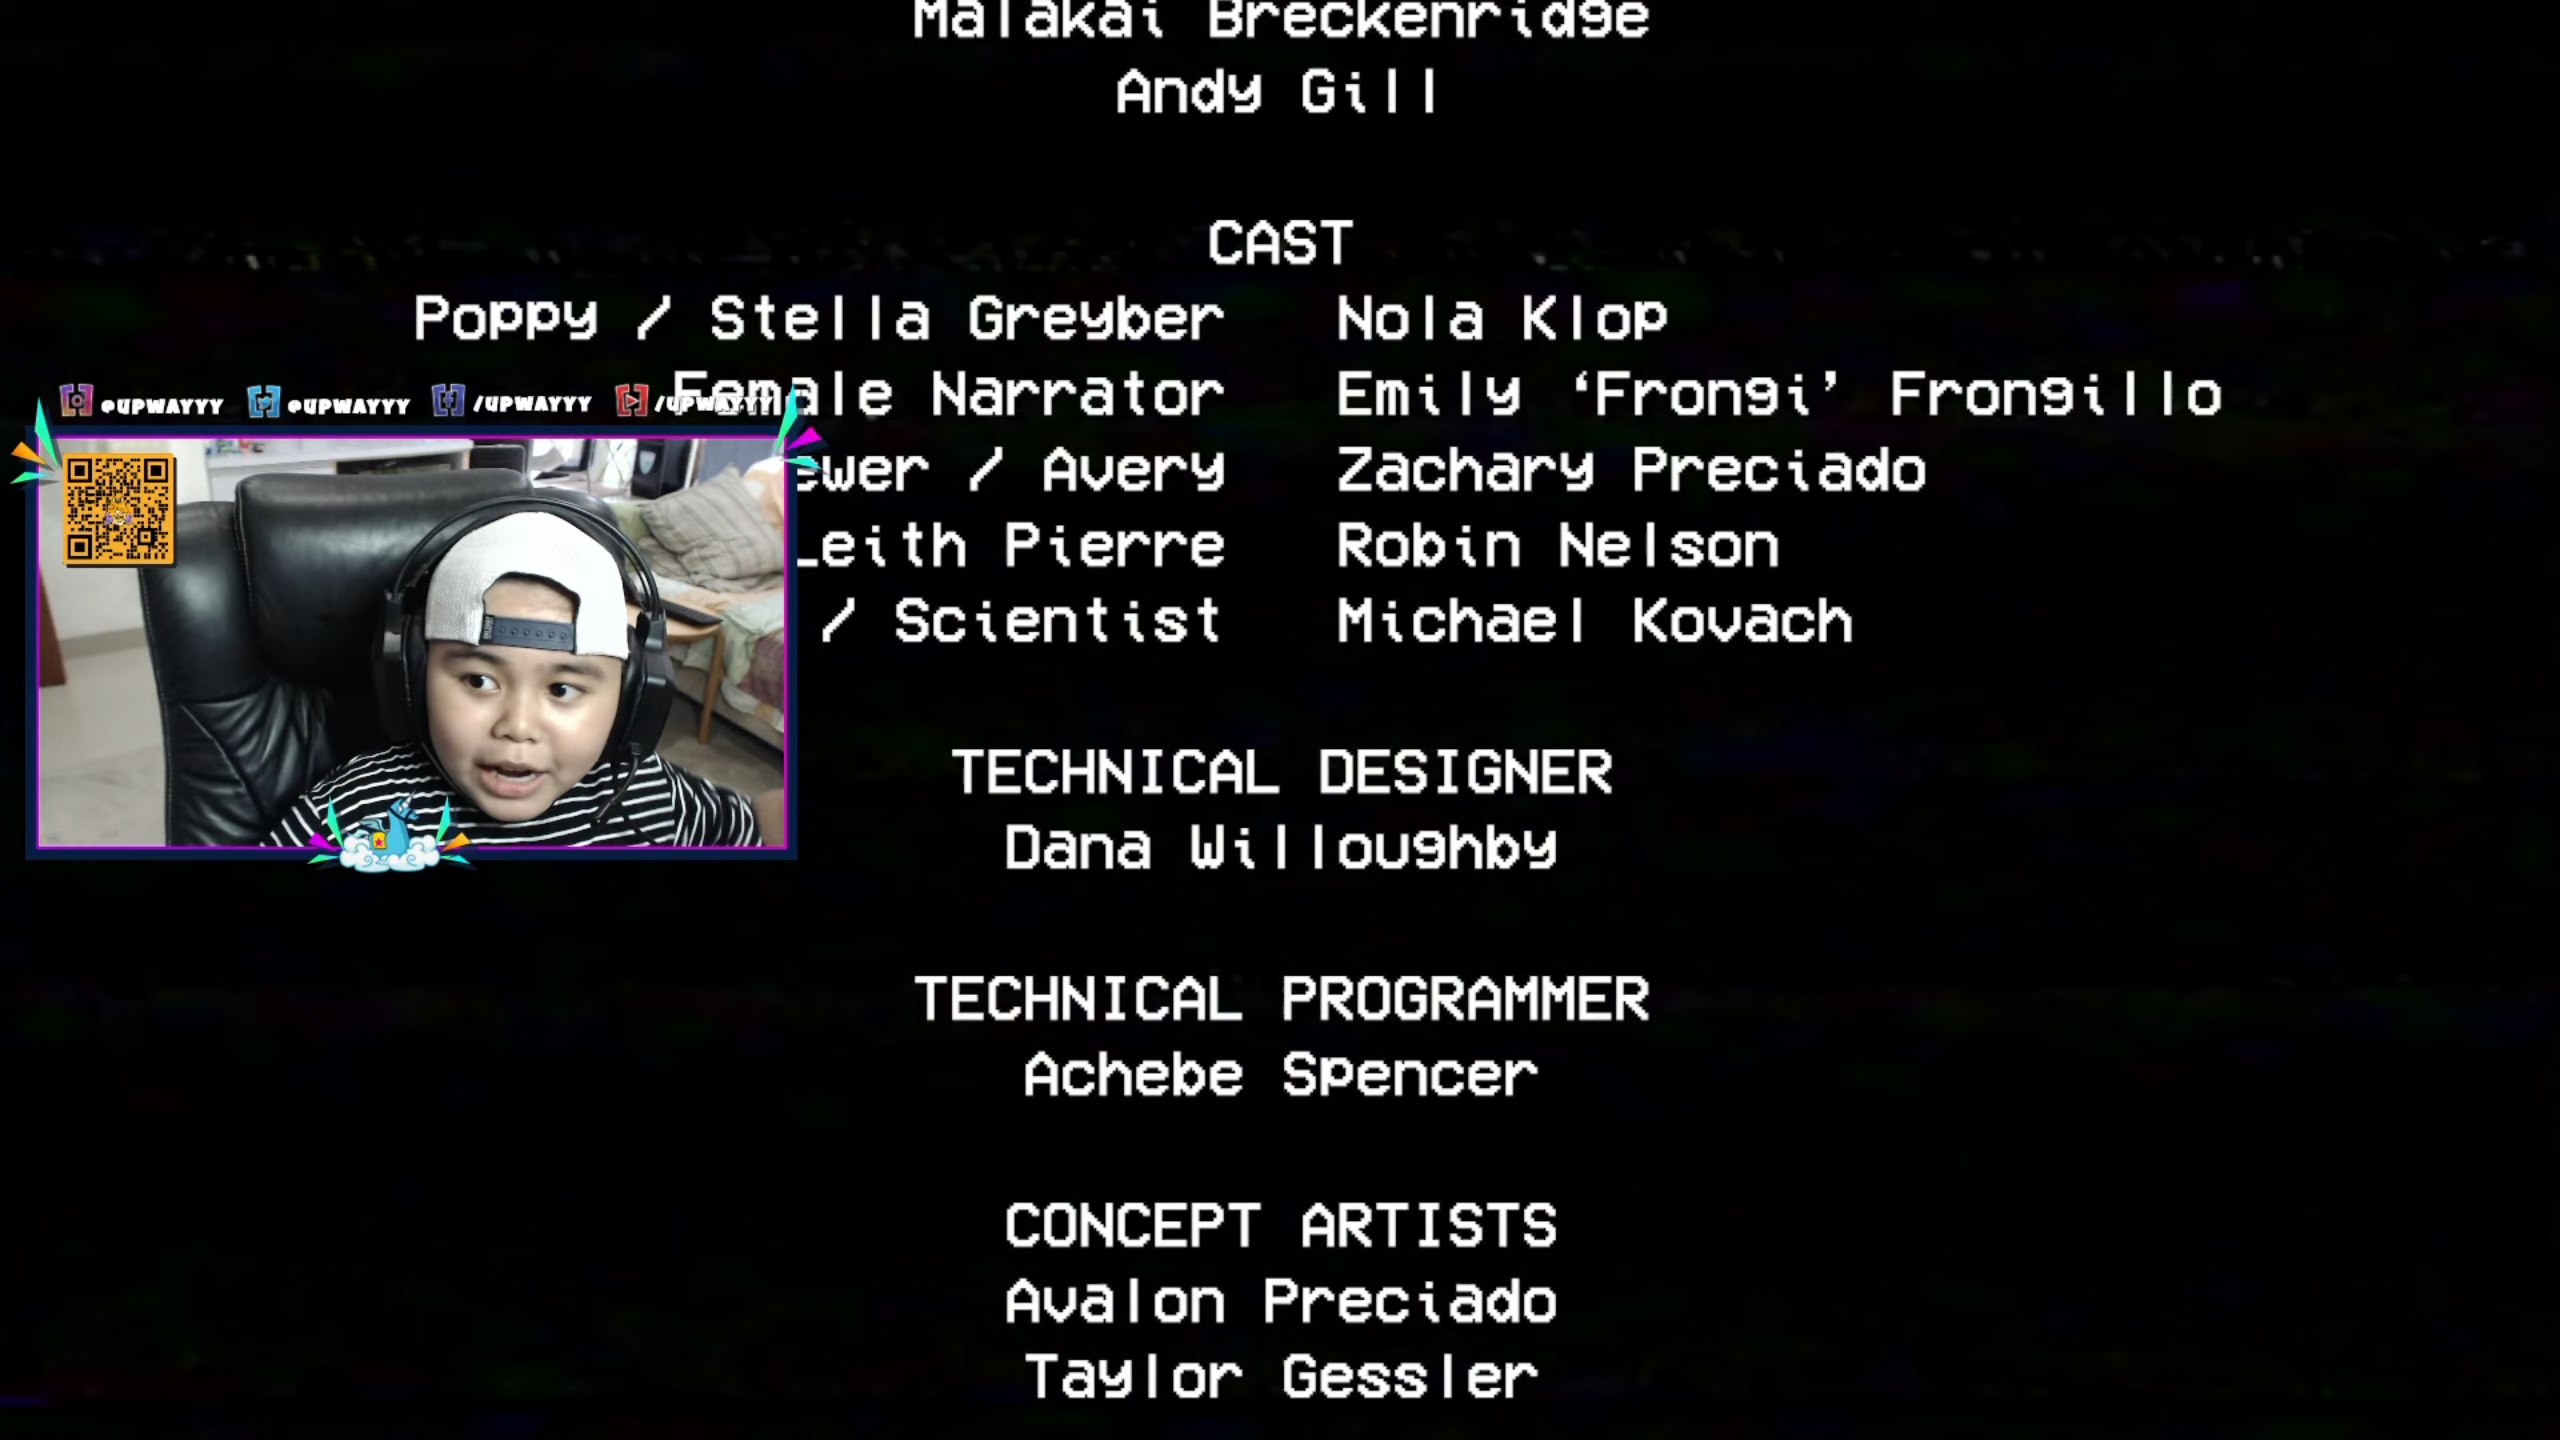 Malakai Breckenridge
Andy Gill
CAST
Poppy / Stella Greyber Nola Klop
Female Narrator Emily ‘Frongi’ Frongillo
@UPWAYYY @UPWAYYY /UPWAYYY /UPWAYYY
/ Avery Zachary Preciado
Leith Pierre Robin Nelson
/ Scientist Michael Kovach
TECHNICAL DESIGNER
Dana Willoughby
TECHNICAL PROGRAMMER
Achebe Spencer
CONCEPT ARTISTS
Avalon Preciado
Taylor Gessler